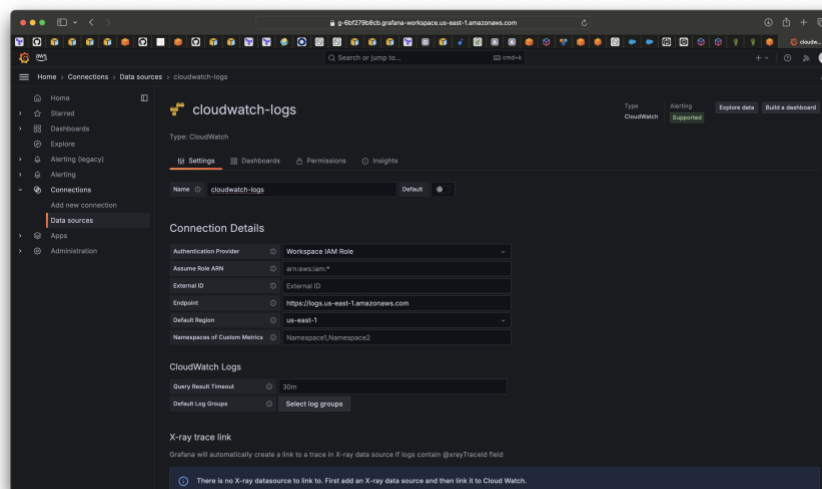 g-6bf279b6cb.grafana-workspace.us-east-1.amazonaws.com
cloudw...
aws
Search or jump to...
cmd+k
Home › Connections › Data sources › cloudwatch-logs
Home
Starred
Dashboards
Explore
Alerting (legacy)
Alerting
Connections
Add new connection
Data sources
Apps
Administration
cloudwatch-logs
Type: CloudWatch
Type
CloudWatch
Alerting
Supported
Explore data
Build a dashboard
Settings
Dashboards
Permissions
Insights
Name
cloudwatch-logs
Default
Connection Details
Authentication Provider
Workspace IAM Role
Assume Role ARN
arn:aws:iam:*
External ID
External ID
Endpoint
https://logs.us-east-1.amazonaws.com
Default Region
us-east-1
Namespaces of Custom Metrics
Namespace1,Namespace2
CloudWatch Logs
Query Result Timeout
30m
Default Log Groups
Select log groups
X-ray trace link
Grafana will automatically create a link to a trace in X-ray data source if logs contain @xrayTraceId field
There is no X-ray datasource to link to. First add an X-ray data source and then link it to Cloud Watch.